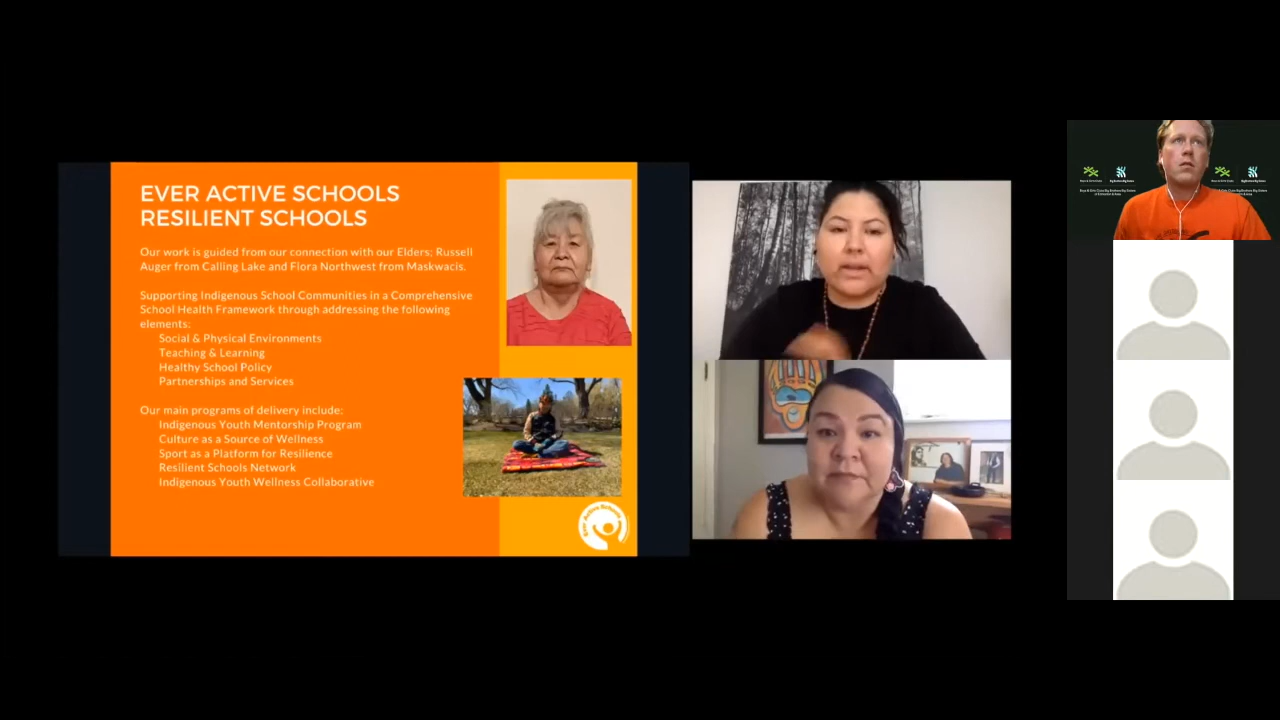 EVER ACTIVE SCHOOLS
RESILIENT SCHOOLS
Our work is guided from our connection with our Elders; Russell
Auger from Calling Lake and Flora Northwest from Maskwacis.
Supporting Indigenous School Communities in a Comprehensive
School Health Framework through addressing the following
elements:
Social & Physical Environments
Teaching & Learning
Healthy School Policy
Partnerships and Services
Our main programs of delivery include:
Indigenous Youth Mentorship Program
Culture as a Source of Wellness
Sport as a Platform for Resilience
Resilient Schools Network
Indigenous Youth Wellness Collaborative
Ever Active Schools